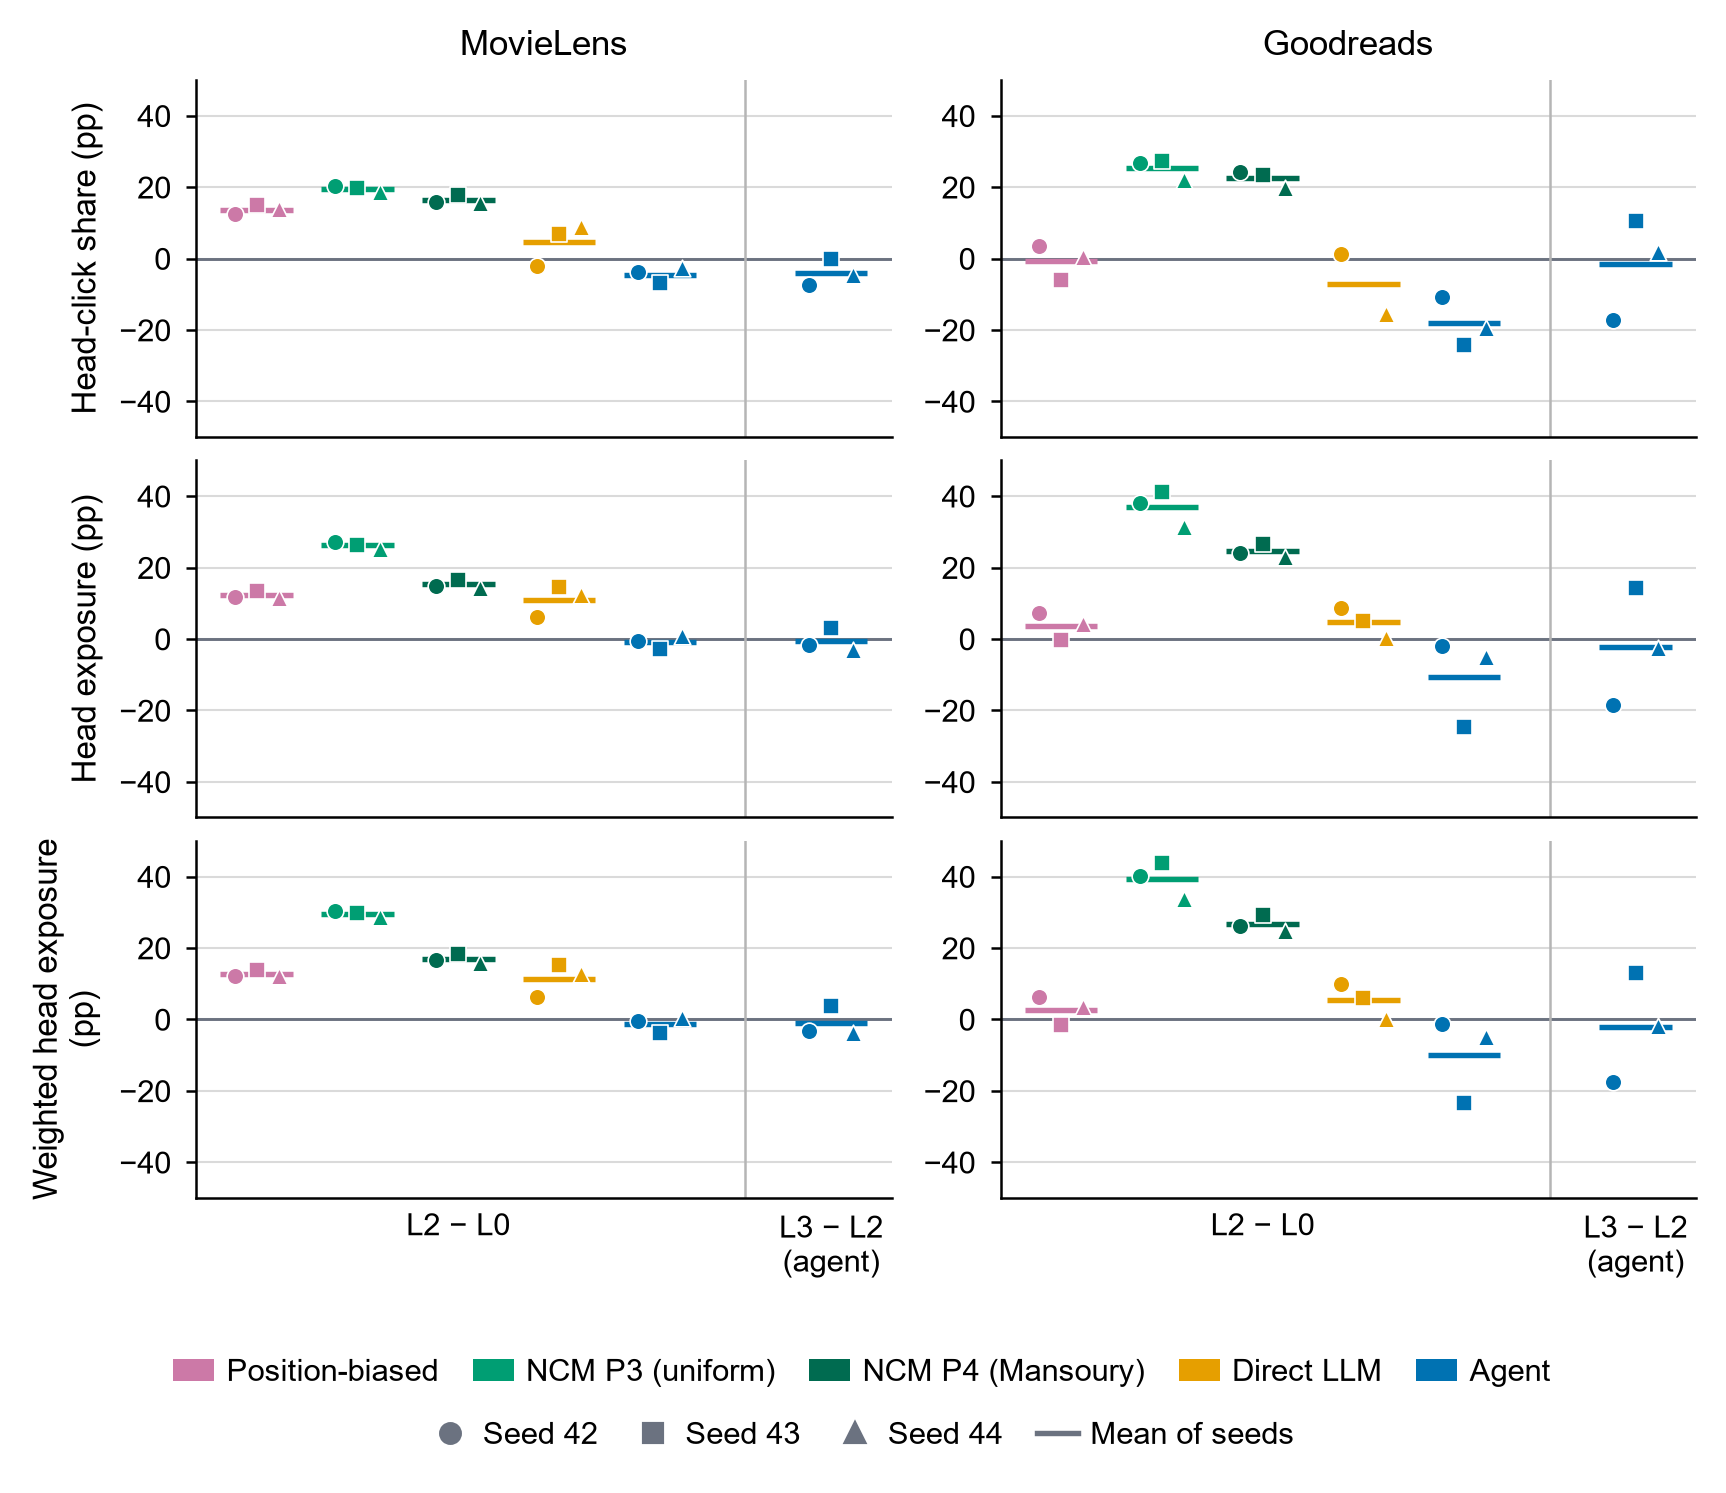 MovieLens
Goodreads
Head-click share (pp)
40
20
0
−20
−40
40
20
0
−20
−40
Head exposure (pp)
40
20
0
−20
−40
40
20
0
−20
−40
Weighted head exposure
(pp)
40
20
0
−20
−40
40
20
0
−20
−40
L2 − L0
L3 − L2
(agent)
L2 − L0
L3 − L2
(agent)
Position-biased
NCM P3 (uniform)
NCM P4 (Mansoury)
Direct LLM
Agent
Seed 42
Seed 43
Seed 44
Mean of seeds